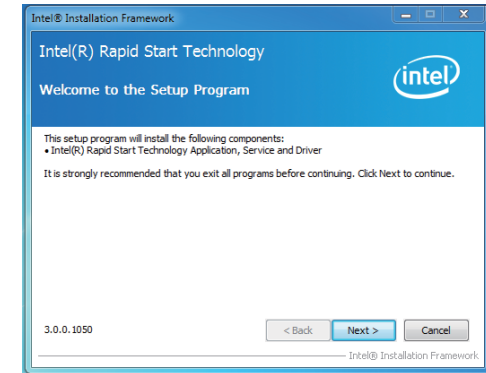 Intel® Installation Framework
Intel(R) Rapid Start Technology
Welcome to the Setup Program
intel
This setup program will install the following components:
• Intel(R) Rapid Start Technology Application, Service and Driver
It is strongly recommended that you exit all programs before continuing. Click Next to continue.
3.0.0.1050
< Back Next > Cancel
Intel® Installation Framework